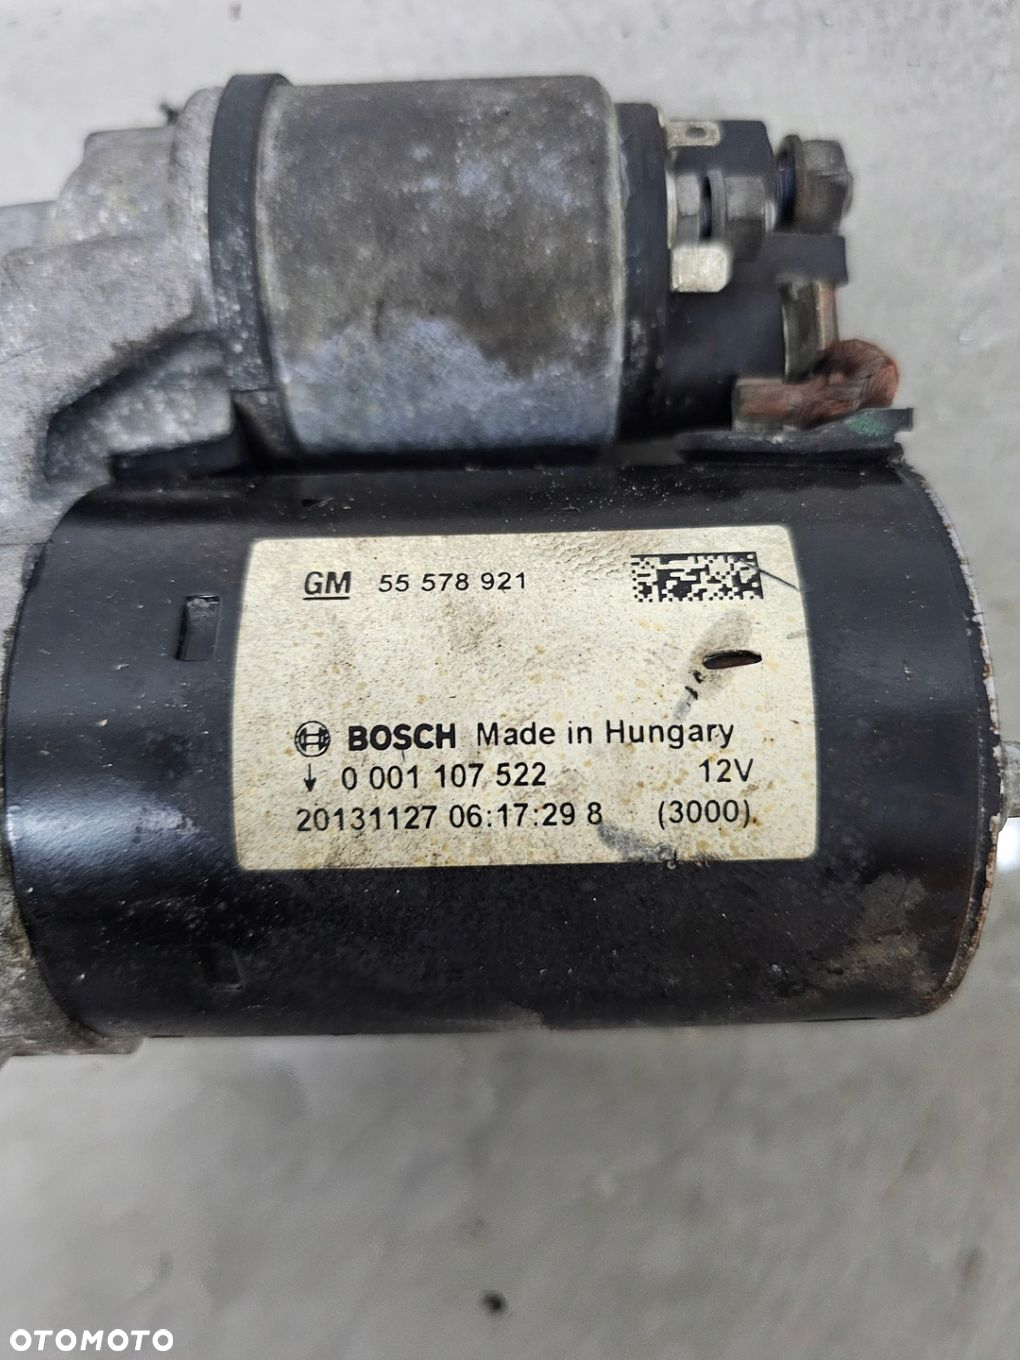 GM 55 578 921
BOSCH Made in Hungary
0 001 107 522 12V
20131127 06:17:29 8 (3000)
OTOMOTO